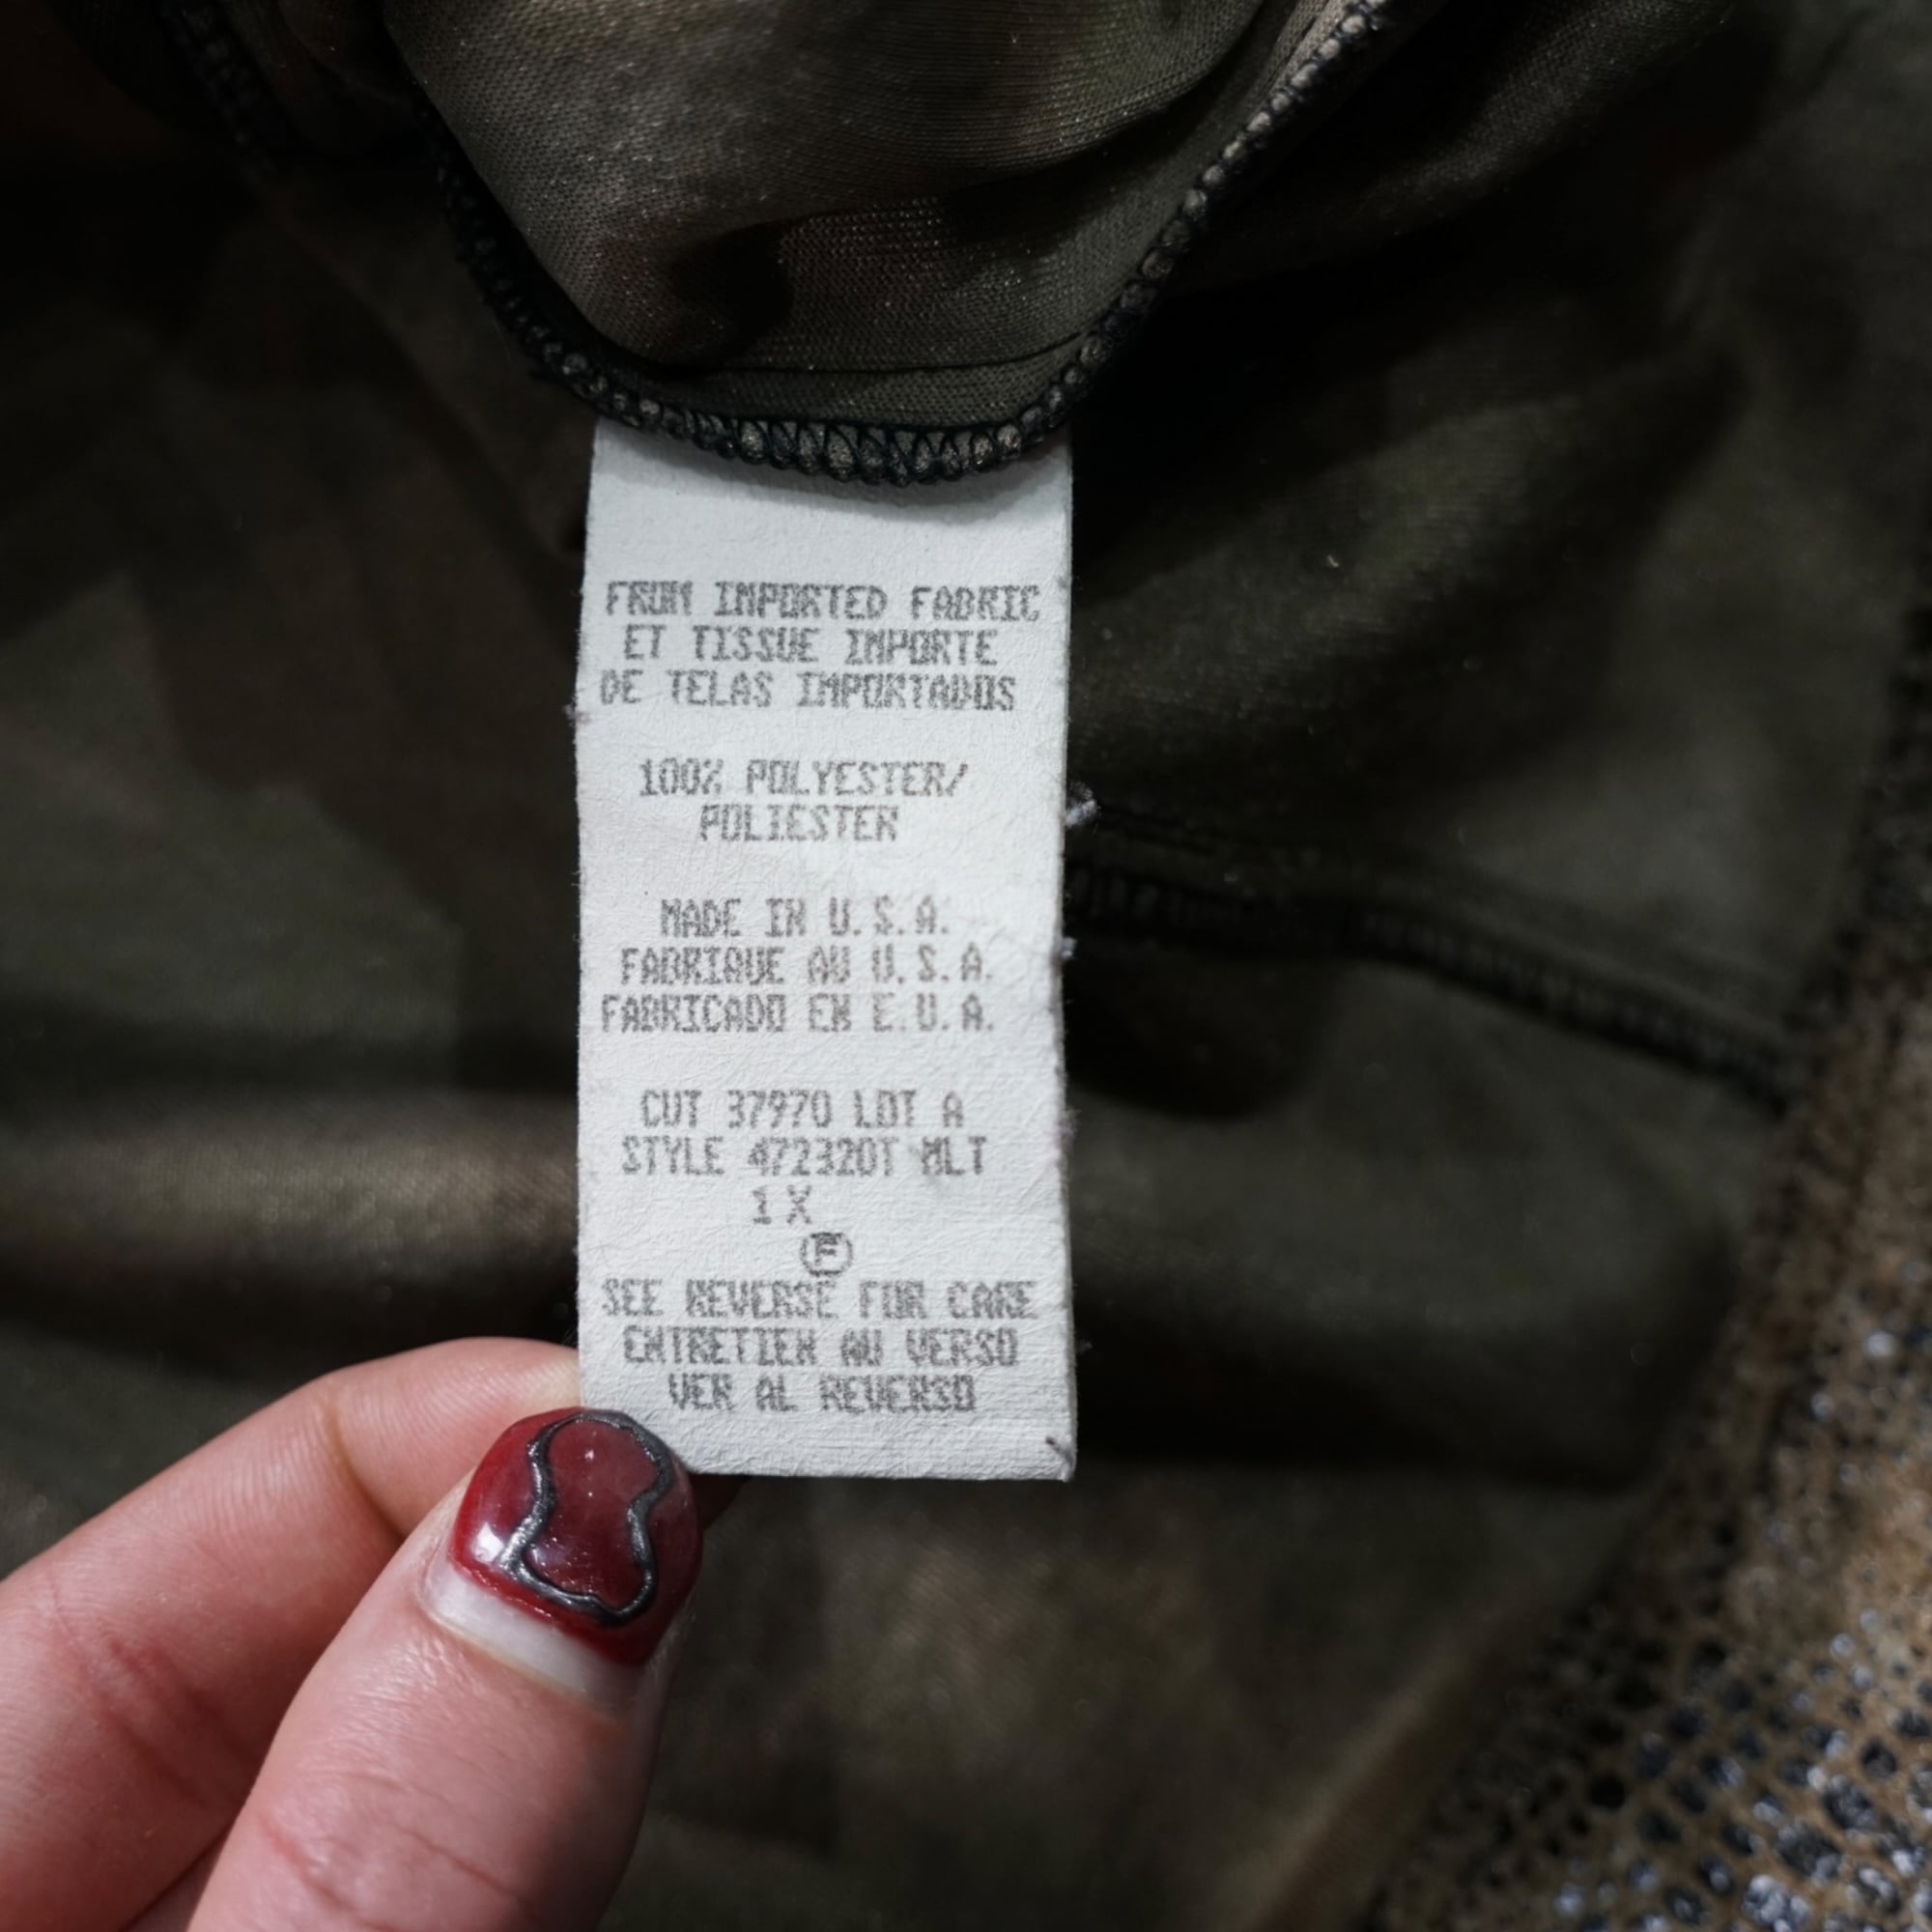 FROM IMPORTED FABRIC
ET TISSUE IMPORTE
DE TELAS IMPORTADOS
100% POLYESTER/
POLIESTER
MADE IN U.S.A.
FABRIQUE AU U.S.A.
FABRICADO EN E.U.A.
CUT 37970 LOT A
STYLE 472320T MLT
1X
F
SEE REVERSE FOR CARE
ENTRETIEN AU VERSO
VER AL REVERSO